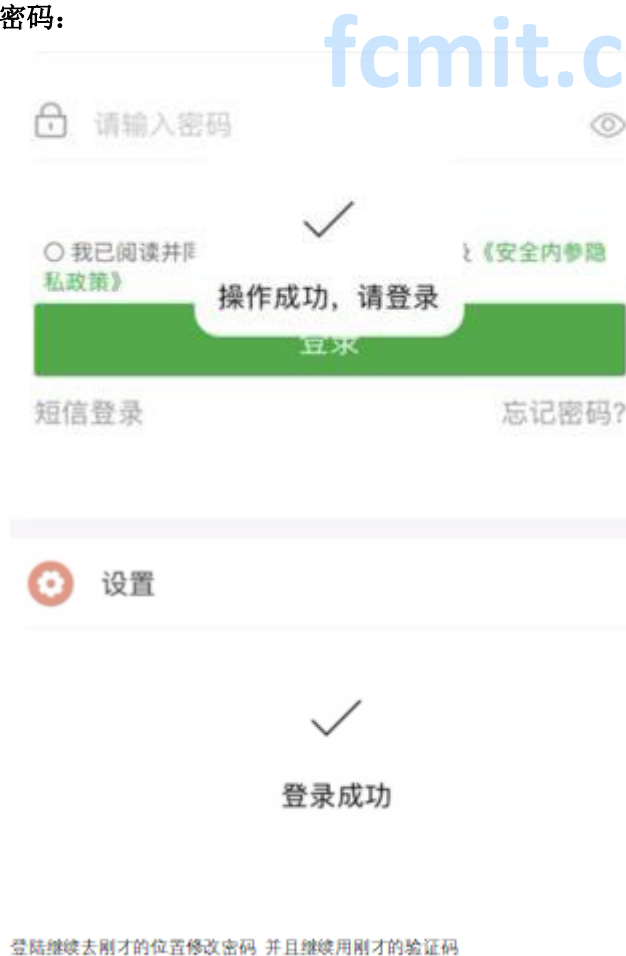 密码：
fcmit.c
请输入密码
我已阅读并同
《安全内参隐
私政策》
操作成功，请登录
登录
短信登录 忘记密码?
设置
登录成功
登陆继续去刚才的位置修改密码 并且继续用刚才的验证码